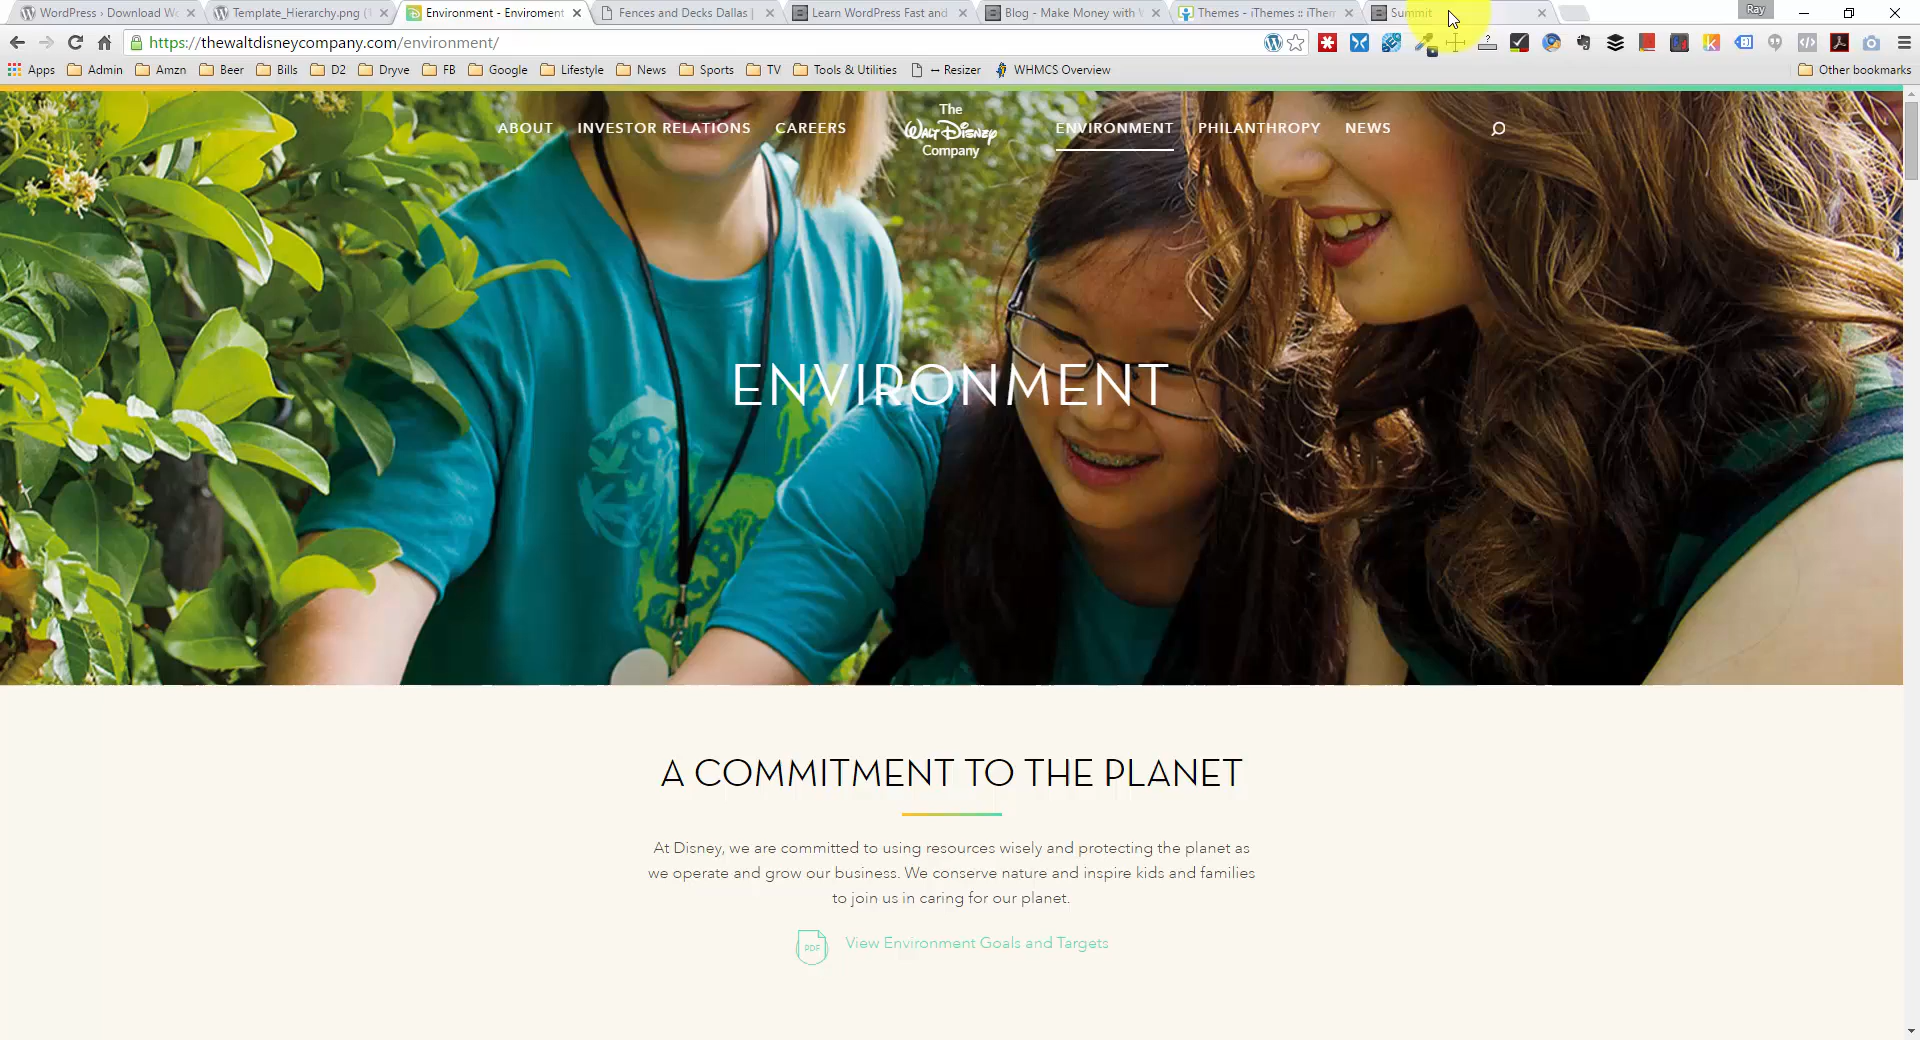 WordPress › Download Wo
Template_Hierarchy.png (
Environment - Enviroment
Fences and Decks Dallas |
Learn WordPress Fast and
Blog - Make Money with
Themes - iThemes :: iThem
Summit
Ray
https://thewaltdisneycompany.com/environment/
Apps
Admin
Amzn
Beer
Bills
D2
Dryve
FB
Google
Lifestyle
News
Sports
TV
Tools & Utilities
↔ Resizer
WHMCS Overview
Other bookmarks
ABOUT
INVESTOR RELATIONS
CAREERS
The
WALT DISNEY
Company
ENVIRONMENT
PHILANTHROPY
NEWS
ENVIRONMENT
A COMMITMENT TO THE PLANET
At Disney, we are committed to using resources wisely and protecting the planet as
we operate and grow our business. We conserve nature and inspire kids and families
to join us in caring for our planet.
PDF
View Environment Goals and Targets